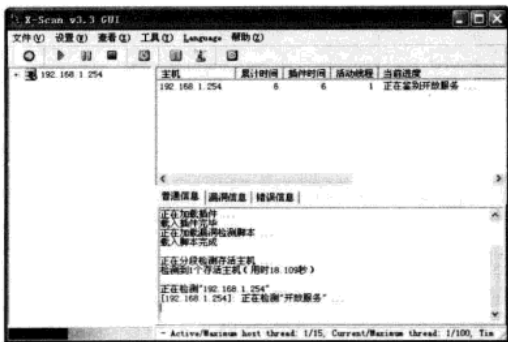 X-Scan v3.3 GUI
文件(V) 设置(W) 查看(X) 工具(Y) Language 帮助(Z)
192.168.1.254
主机 累计时间 插件时间 活动线程 当前进度
192.168.1.254 6 6 1 正在鉴别开放服务 ...
普通信息 漏洞信息 错误信息
正在加载插件 ...
载入插件完毕
正在加载漏洞检测脚本 ...
载入脚本完成
正在分段检测存活主机 ...
检测到1个存活主机(用时18.109秒)
正在检测"192.168.1.254" ...
[192.168.1.254]: 正在检测"开放服务" ...
- Active/Maximum host thread: 1/15, Current/Maximum thread: 1/100, Tim